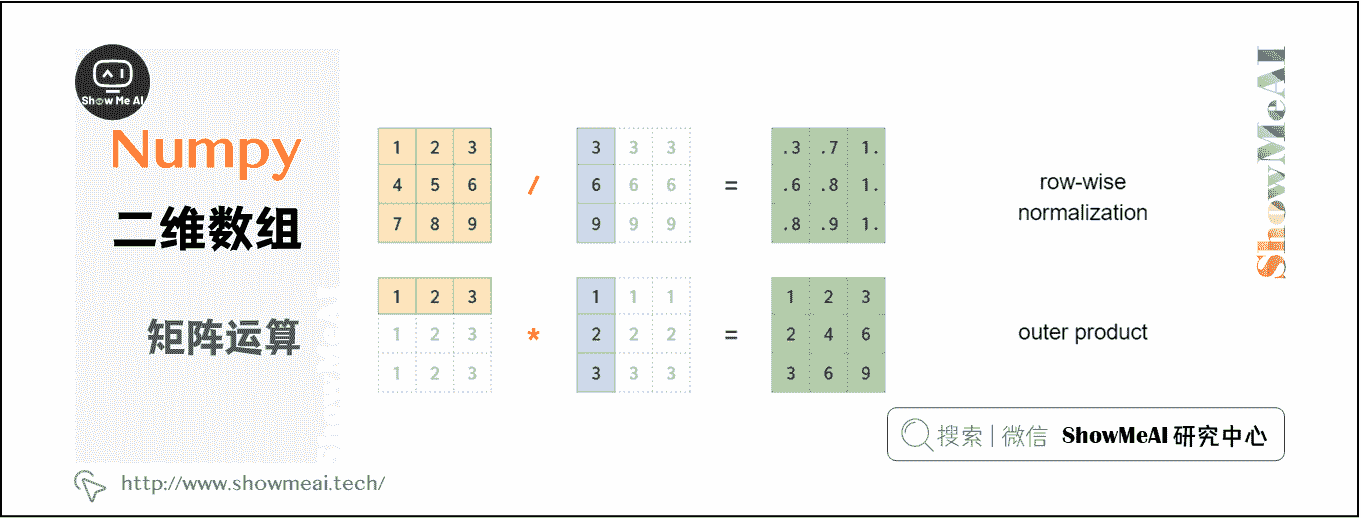 Show Me AI
Numpy
二维数组
矩阵运算
1 2 3 3 3 3 .3 .7 1.
4 5 6 / 6 6 6 = .6 .8 1.
7 8 9 9 9 9 .8 .9 1.
row-wise
normalization
1 2 3 1 1 1 1 2 3
1 2 3 * 2 2 2 = 2 4 6
1 2 3 3 3 3 3 6 9
outer product
ShowMeAI
搜索 | 微信 ShowMeAI 研究中心
http://www.showmeai.tech/